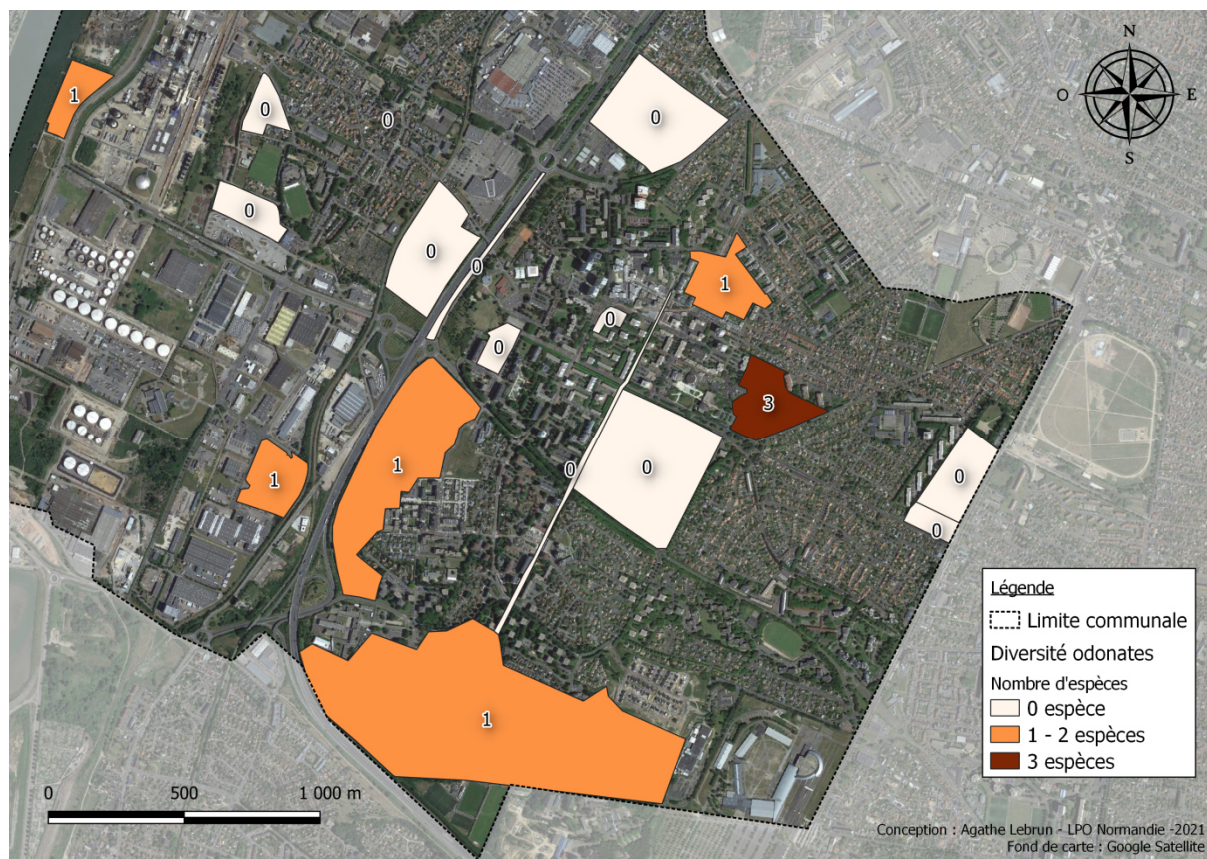 N
O E
S
1
0
0
0
0
0
0
1
0
0
3
1
1
0
0
0
0
1
Légende
Limite communale
Diversité odonates
Nombre d'espèces
0 espèce
1 - 2 espèces
3 espèces
0 500 1 000 m
Conception : Agathe Lebrun - LPO Normandie -2021
Fond de carte : Google Satellite